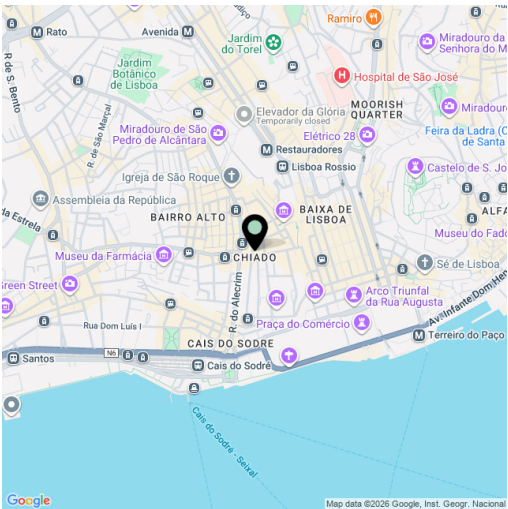 Ramiro
Rato
Avenida
Jardim
do Torel
Miradouro da
Senhora do M
Jardim
Botânico
de Lisboa
Hospital de São José
R. de S. Bento
R. de São Marçal
Elevador da Glória
Temporarily closed
MOORISH
QUARTER
Miradouro
Miradouro de São
Pedro de Alcântara
Elétrico 28
Feira da Ladra (C
de Santa
Restauradores
Lisboa Rossio
Castelo de S. Jo
Igreja de São Roque
Assembleia da República
da Estrela
BAIRRO ALTO
BAIXA DE
LISBOA
ALFA
Museu do Fado
Museu da Farmácia
CHIADO
Sé de Lisboa
Green Street
R. do Alecrim
Arco Triunfal
da Rua Augusta
Av. Infante Dom Hen
Rua Dom Luís I
Praça do Comércio
Terreiro do Paço
CAIS DO SODRE
Santos
N6
Cais do Sodré
Cais do Sodré - Seixal
Google
Map data ©2026 Google, Inst. Geogr. Nacional